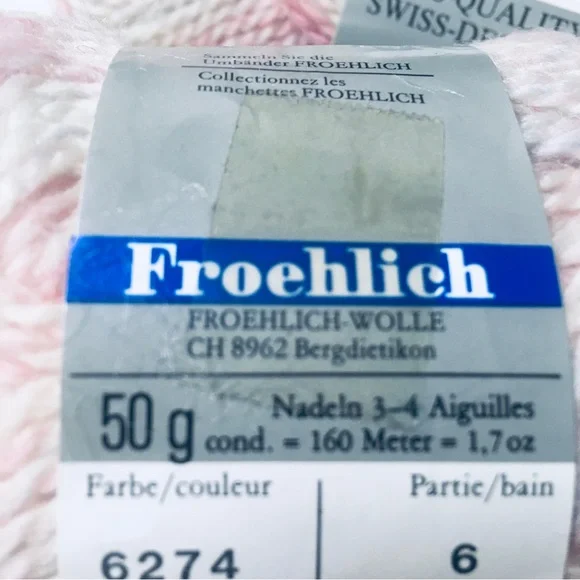 QUALITY
SWISS-DE
Sammeln Sie die
Umbänder FROEHLICH
Collectionnez les
manchettes FROEHLICH
Froehlich
FROEHLICH-WOLLE
CH 8962 Bergdietikon
50 g
Nadeln 3–4 Aiguilles
cond. = 160 Meter = 1,7 oz
Farbe/couleur
Partie/bain
6274
6